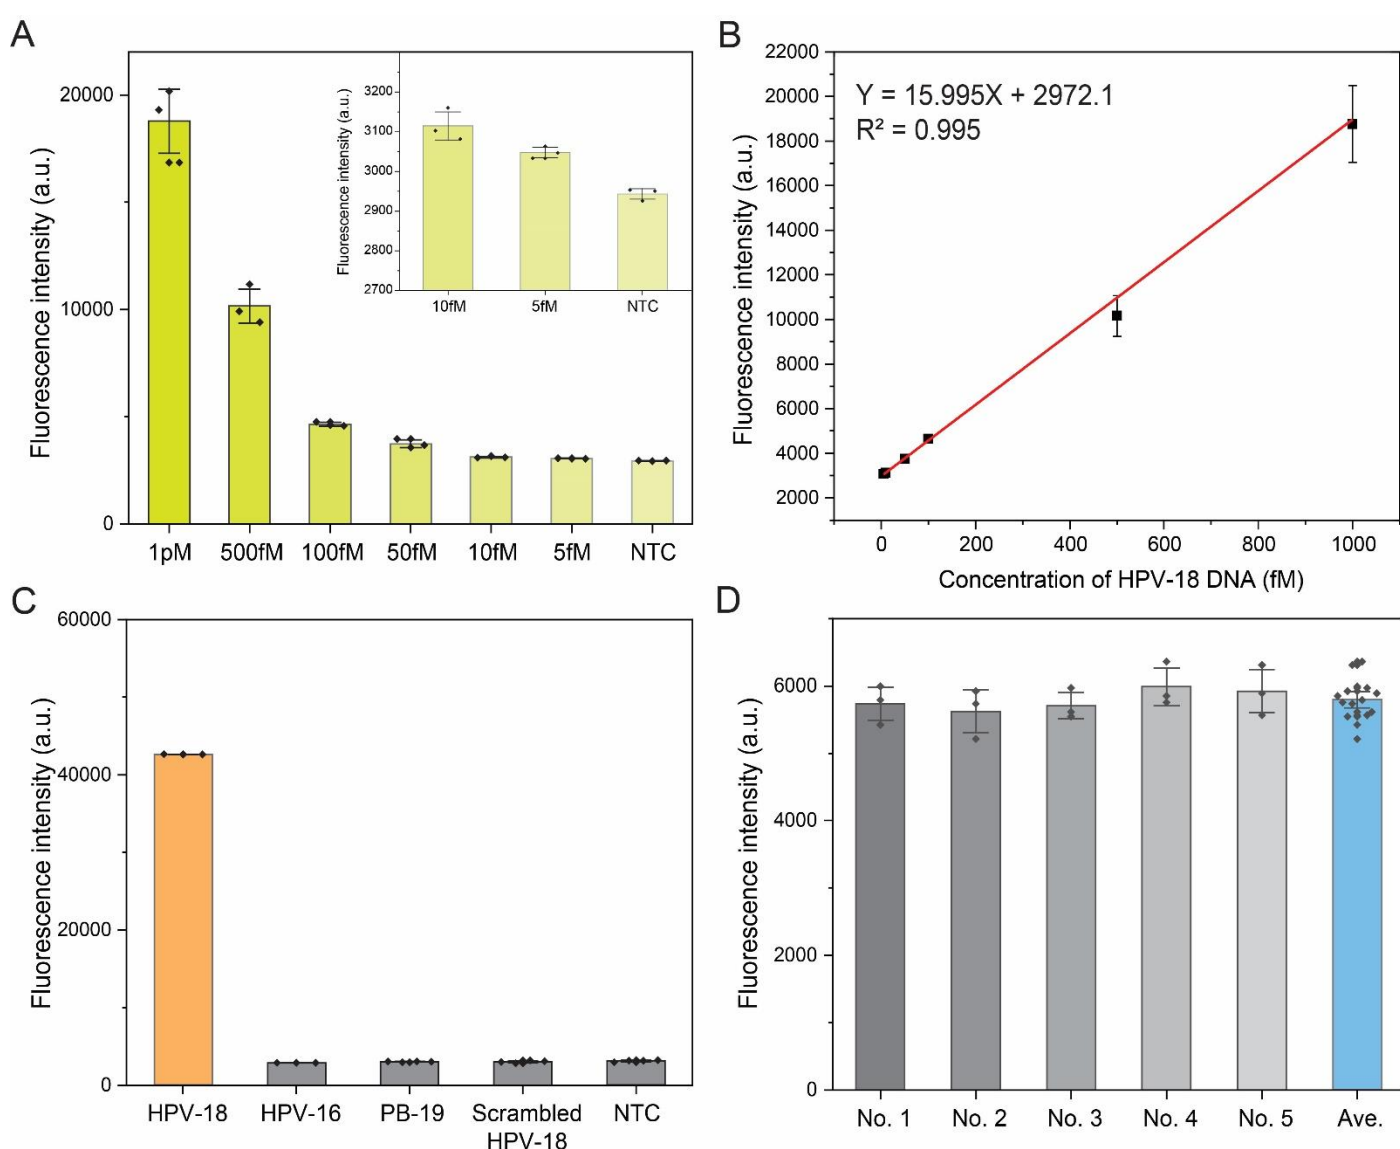 A
Fluorescence intensity (a.u.)
20000
10000
0
1pM 500fM 100fM 50fM 10fM 5fM NTC
Fluorescence intensity (a.u.)
3200
3100
3000
2900
2800
2700
10fM 5fM NTC
B
Fluorescence intensity (a.u.)
22000
20000
18000
16000
14000
12000
10000
8000
6000
4000
2000
Y = 15.995X + 2972.1
R² = 0.995
0 200 400 600 800 1000
Concentration of HPV-18 DNA (fM)
C
Fluorescence intensity (a.u.)
60000
40000
20000
0
HPV-18 HPV-16 PB-19 Scrambled NTC
HPV-18
D
Fluorescence intensity (a.u.)
6000
4000
2000
0
No. 1 No. 2 No. 3 No. 4 No. 5 Ave.